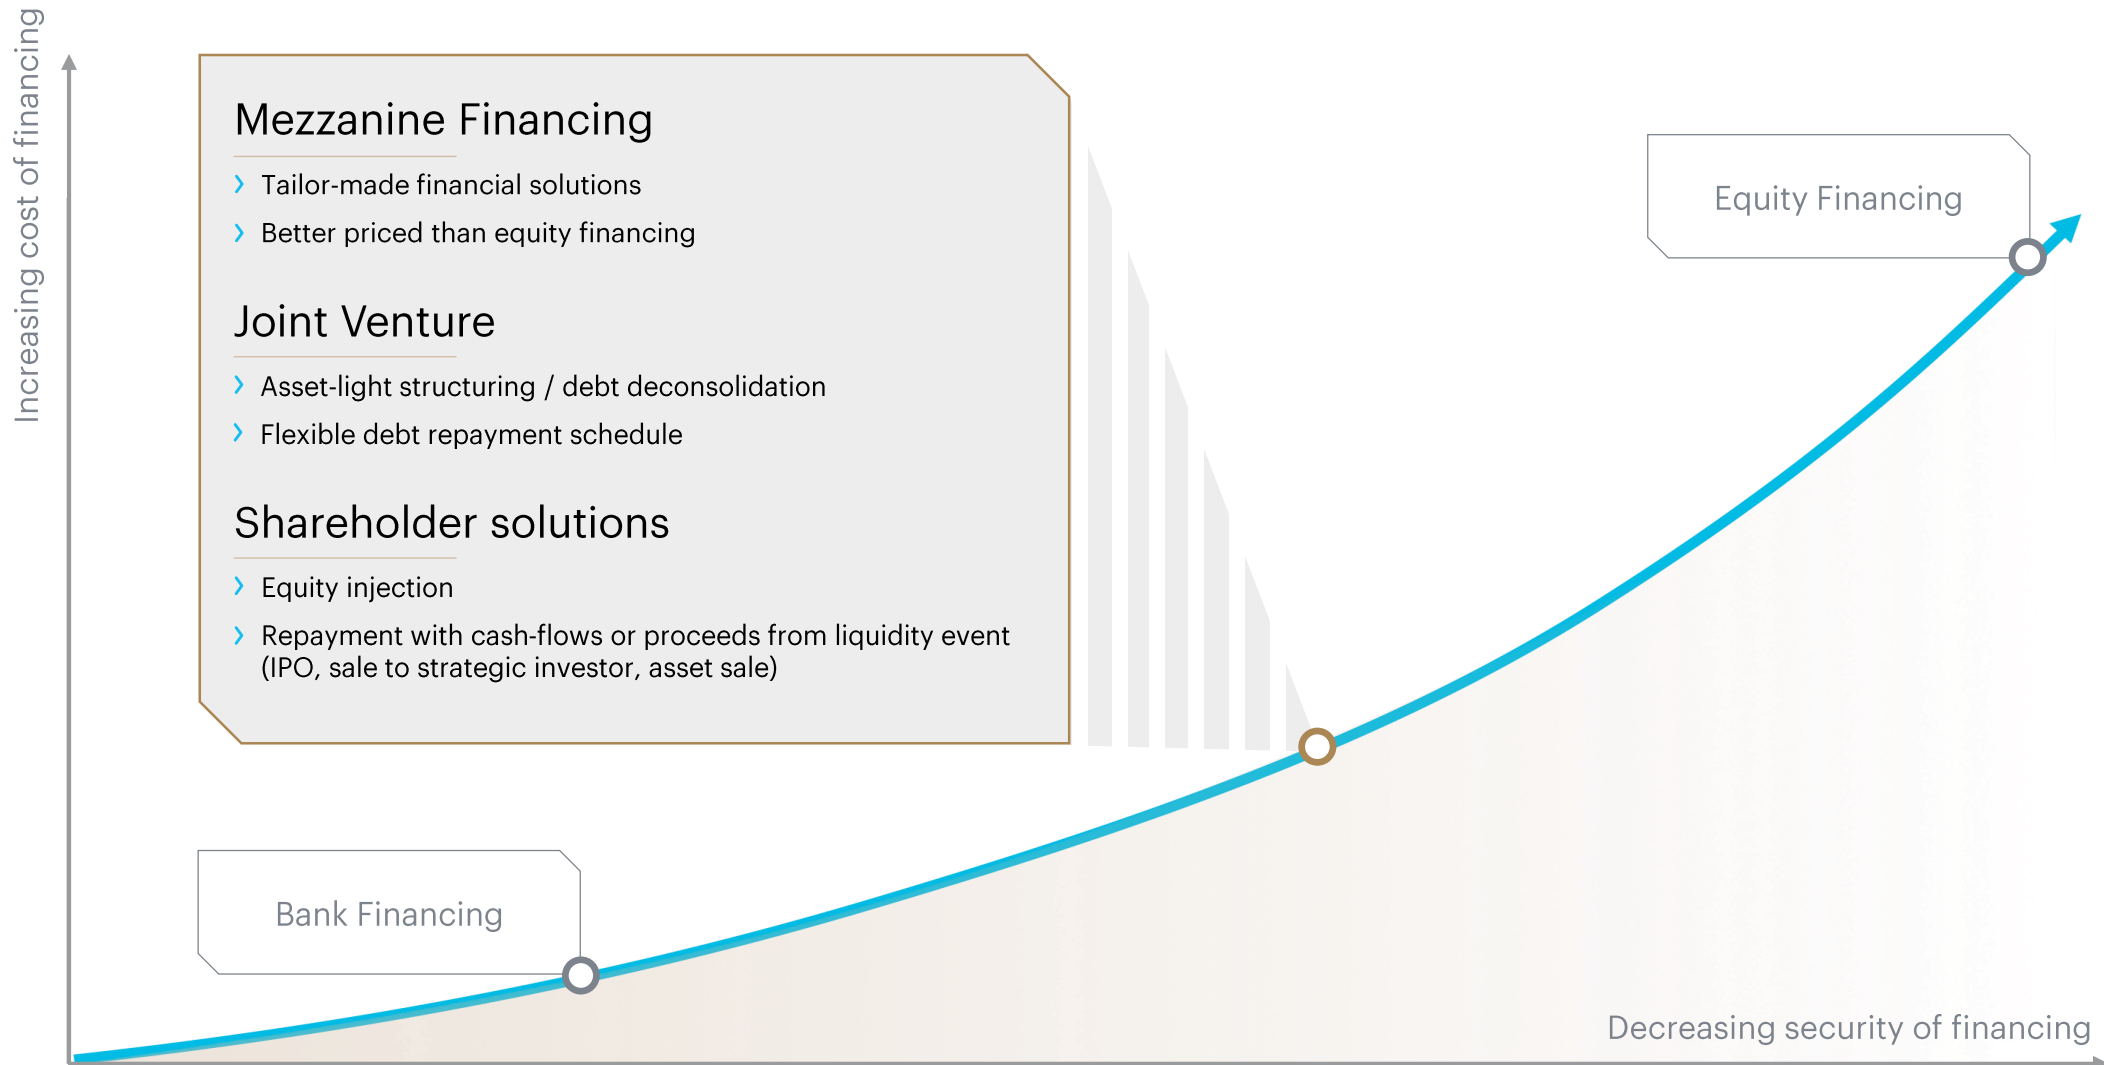 Increasing cost of financing
Mezzanine Financing
Tailor-made financial solutions
Better priced than equity financing
Joint Venture
Asset-light structuring / debt deconsolidation
Flexible debt repayment schedule
Shareholder solutions
Equity injection
Repayment with cash-flows or proceeds from liquidity event
(IPO, sale to strategic investor, asset sale)
Equity Financing
Bank Financing
Decreasing security of financing